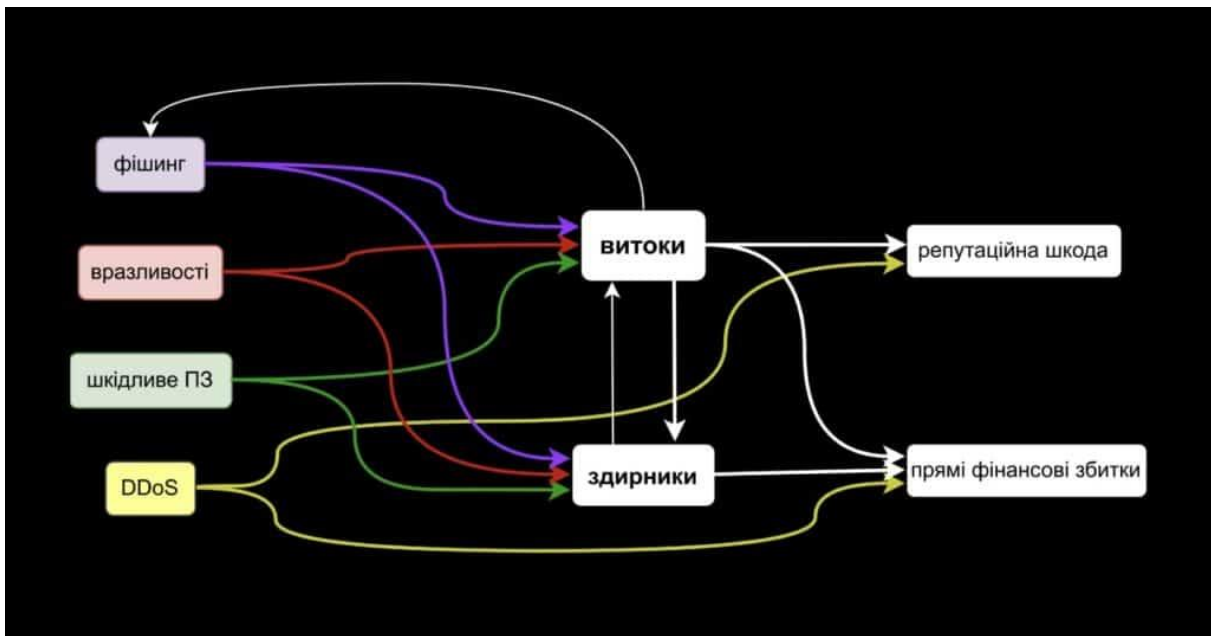 фішинг
вразливості
шкідливе ПЗ
DDoS
витоки
здирники
репутаційна шкода
прямі фінансові збитки